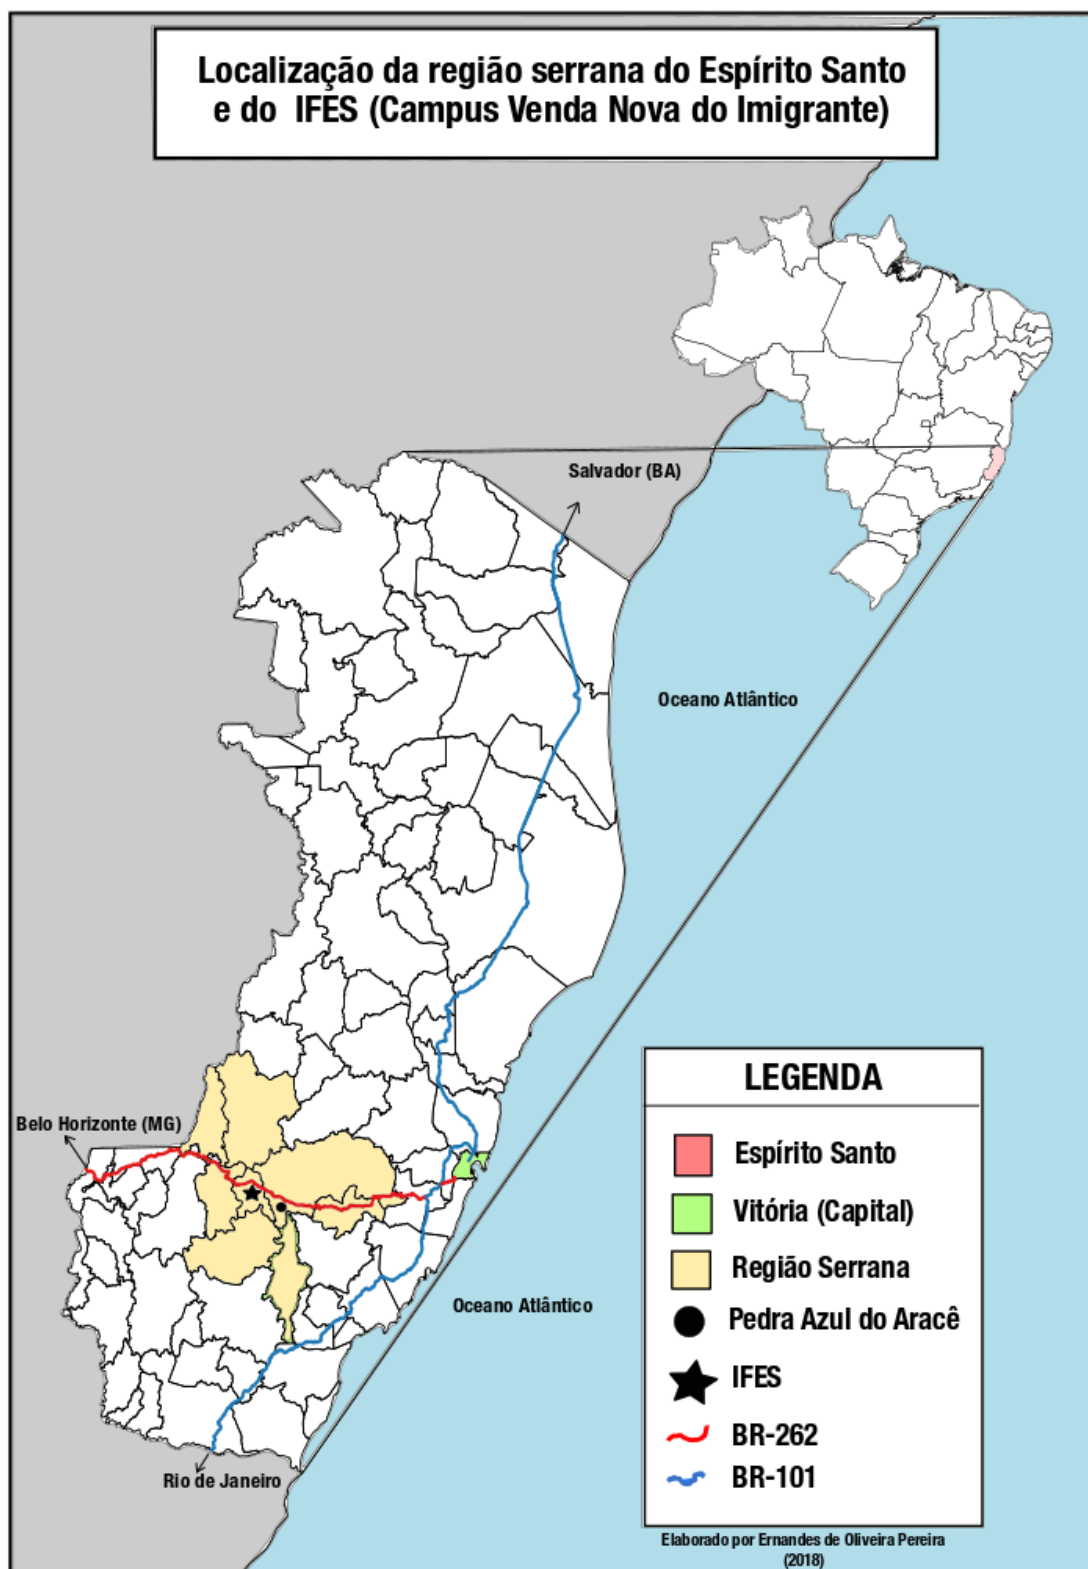 Localização da região serrana do Espírito Santo
e do IFES (Campus Venda Nova do Imigrante)
Salvador (BA)
Oceano Atlântico
Belo Horizonte (MG)
Oceano Atlântico
Rio de Janeiro
LEGENDA
Espírito Santo
Vitória (Capital)
Região Serrana
Pedra Azul do Aracê
IFES
BR-262
BR-101
Elaborado por Ernandes de Oliveira Pereira
(2018)